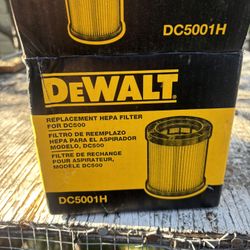 DC5001H
DEWALT
REPLACEMENT HEPA FILTER
FOR DC500
FILTRO DE REEMPLAZO
HEPA PARA EL ASPIRADOR
MODELO, DC500
FILTRE DE RECHANGE
POUR ASPIRATEUR,
MODÈLE DC500
DC5001H